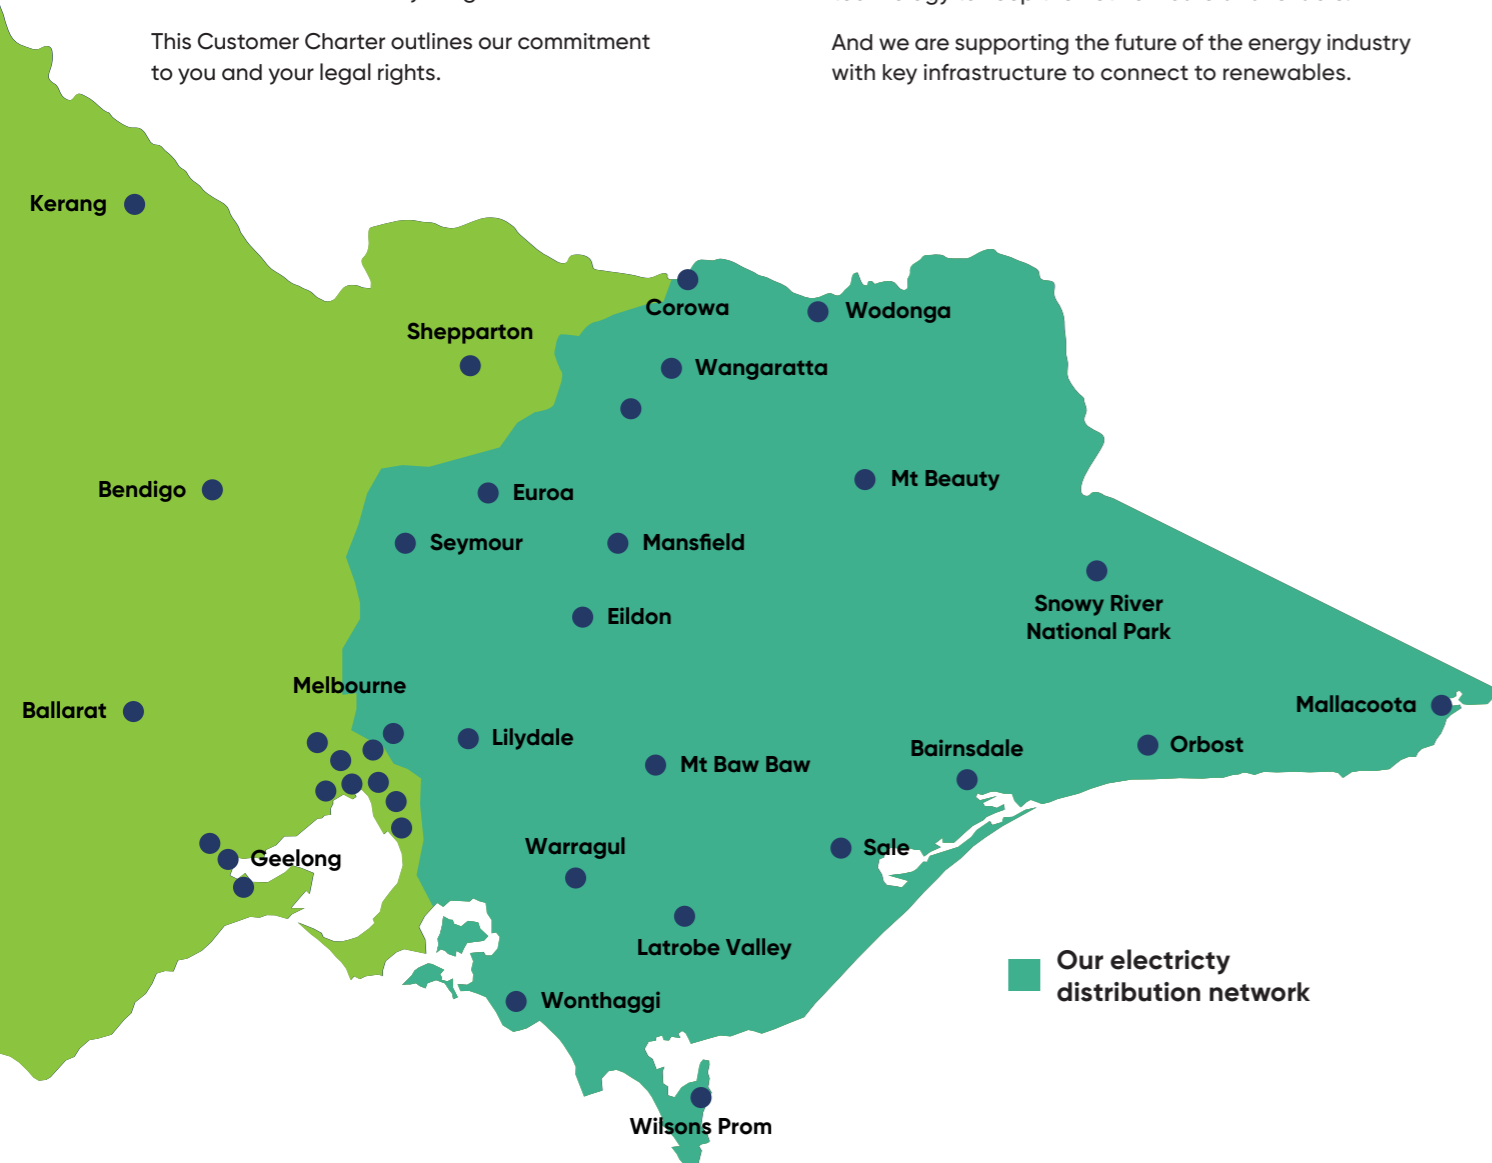 This Customer Charter outlines our commitment
to you and your legal rights.
And we are supporting the future of the energy industry
with key infrastructure to connect to renewables.
Kerang
Corowa
Wodonga
Shepparton
Wangaratta
Mt Beauty
Bendigo
Euroa
Seymour
Mansfield
Snowy River
National Park
Eildon
Melbourne
Ballarat
Mallacoota
Lilydale
Orbost
Bairnsdale
Mt Baw Baw
Warragul
Sale
Geelong
Latrobe Valley
Our electricty
distribution network
Wonthaggi
Wilsons Prom